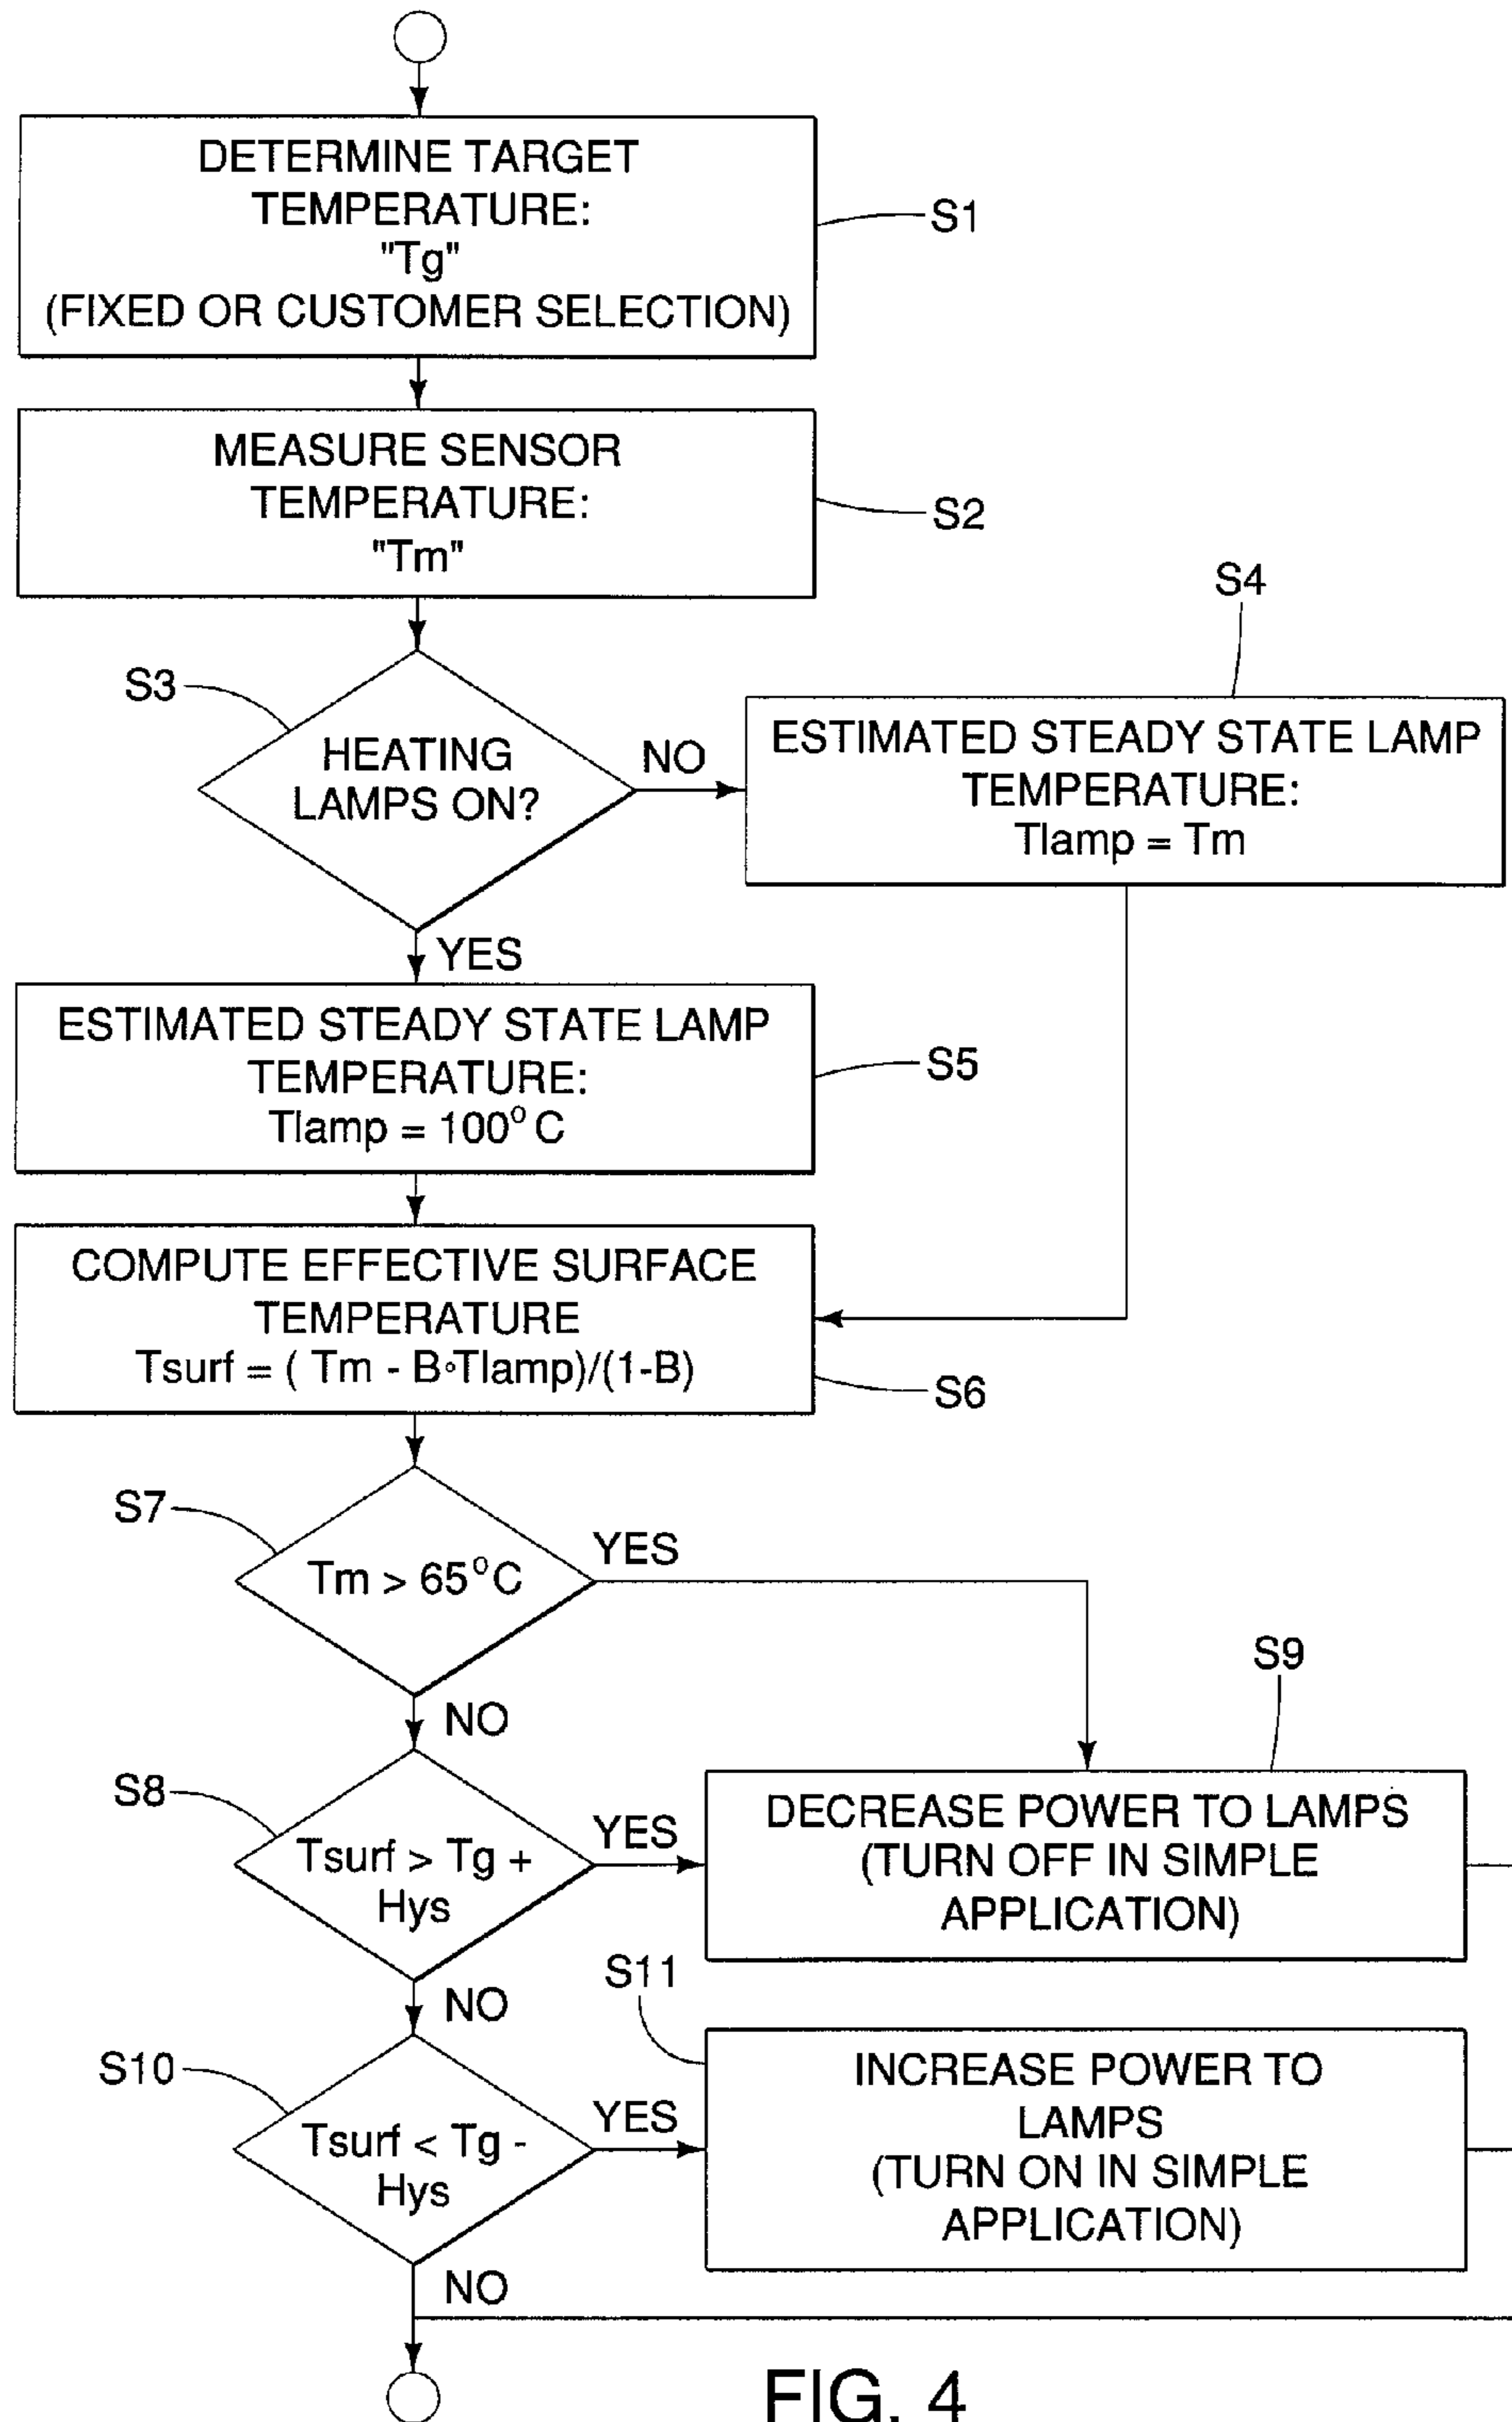 DETERMINE TARGET
TEMPERATURE:
"Tg"
(FIXED OR CUSTOMER SELECTION)
S1
MEASURE SENSOR
TEMPERATURE:
"Tm"
S2
S3
HEATING
LAMPS ON?
NO
S4
ESTIMATED STEADY STATE LAMP
TEMPERATURE:
Tlamp = Tm
YES
ESTIMATED STEADY STATE LAMP
TEMPERATURE:
Tlamp = 100°C
S5
COMPUTE EFFECTIVE SURFACE
TEMPERATURE
Tsurf = ( Tm - B∘Tlamp)/(1-B)
S6
S7
Tm > 65°C
YES
NO
S8
Tsurf > Tg +
Hys
YES
S9
DECREASE POWER TO LAMPS
(TURN OFF IN SIMPLE
APPLICATION)
NO
S10
Tsurf < Tg -
Hys
YES
S11
INCREASE POWER TO
LAMPS
(TURN ON IN SIMPLE
APPLICATION)
NO
FIG. 4